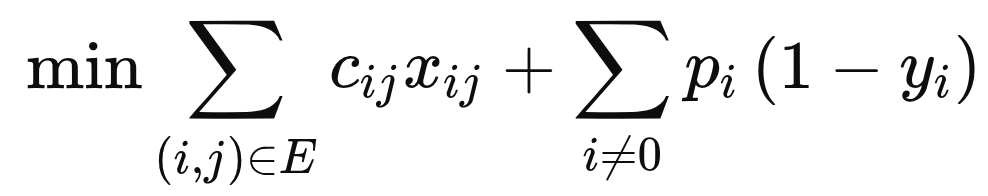 min ∑_{(i,j)∈E} c_{ij}x_{ij} + ∑_{i≠0} p_i (1 − y_i)